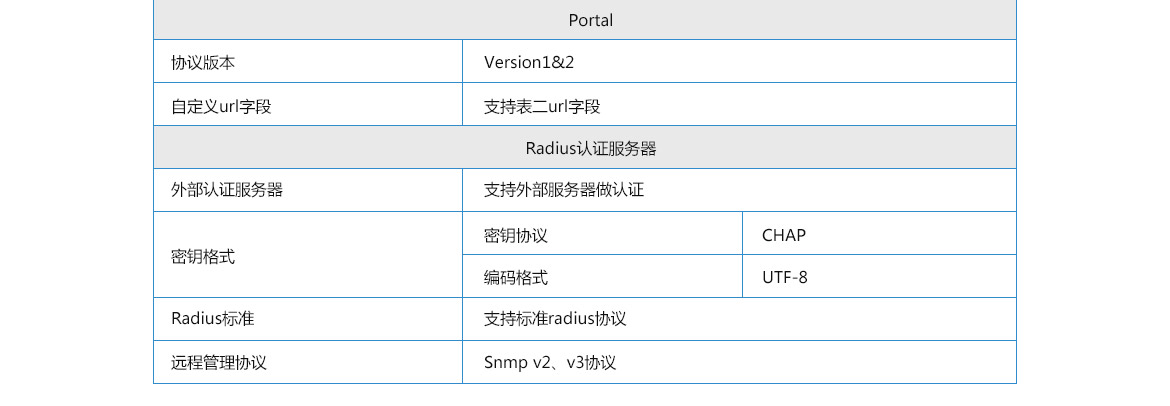 Portal
协议版本 Version1&2
自定义url字段 支持表二url字段
Radius认证服务器
外部认证服务器 支持外部服务器做认证
密钥格式
密钥协议 CHAP
编码格式 UTF-8
Radius标准 支持标准radius协议
远程管理协议 Snmp v2、v3协议